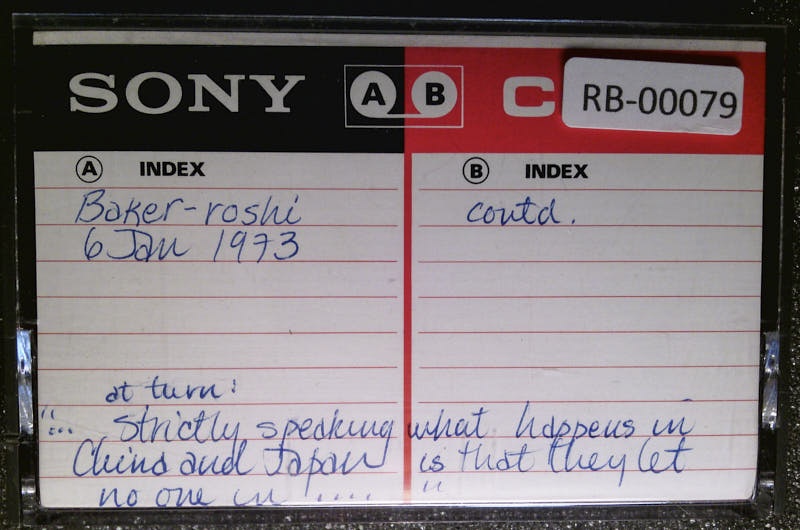 SONY A B C RB-00079
A INDEX
Baker-roshi
6 Jan 1973
B INDEX
contd.
at turn:
"... strictly speaking what happens in
China and Japan is that they let
no one in .... "